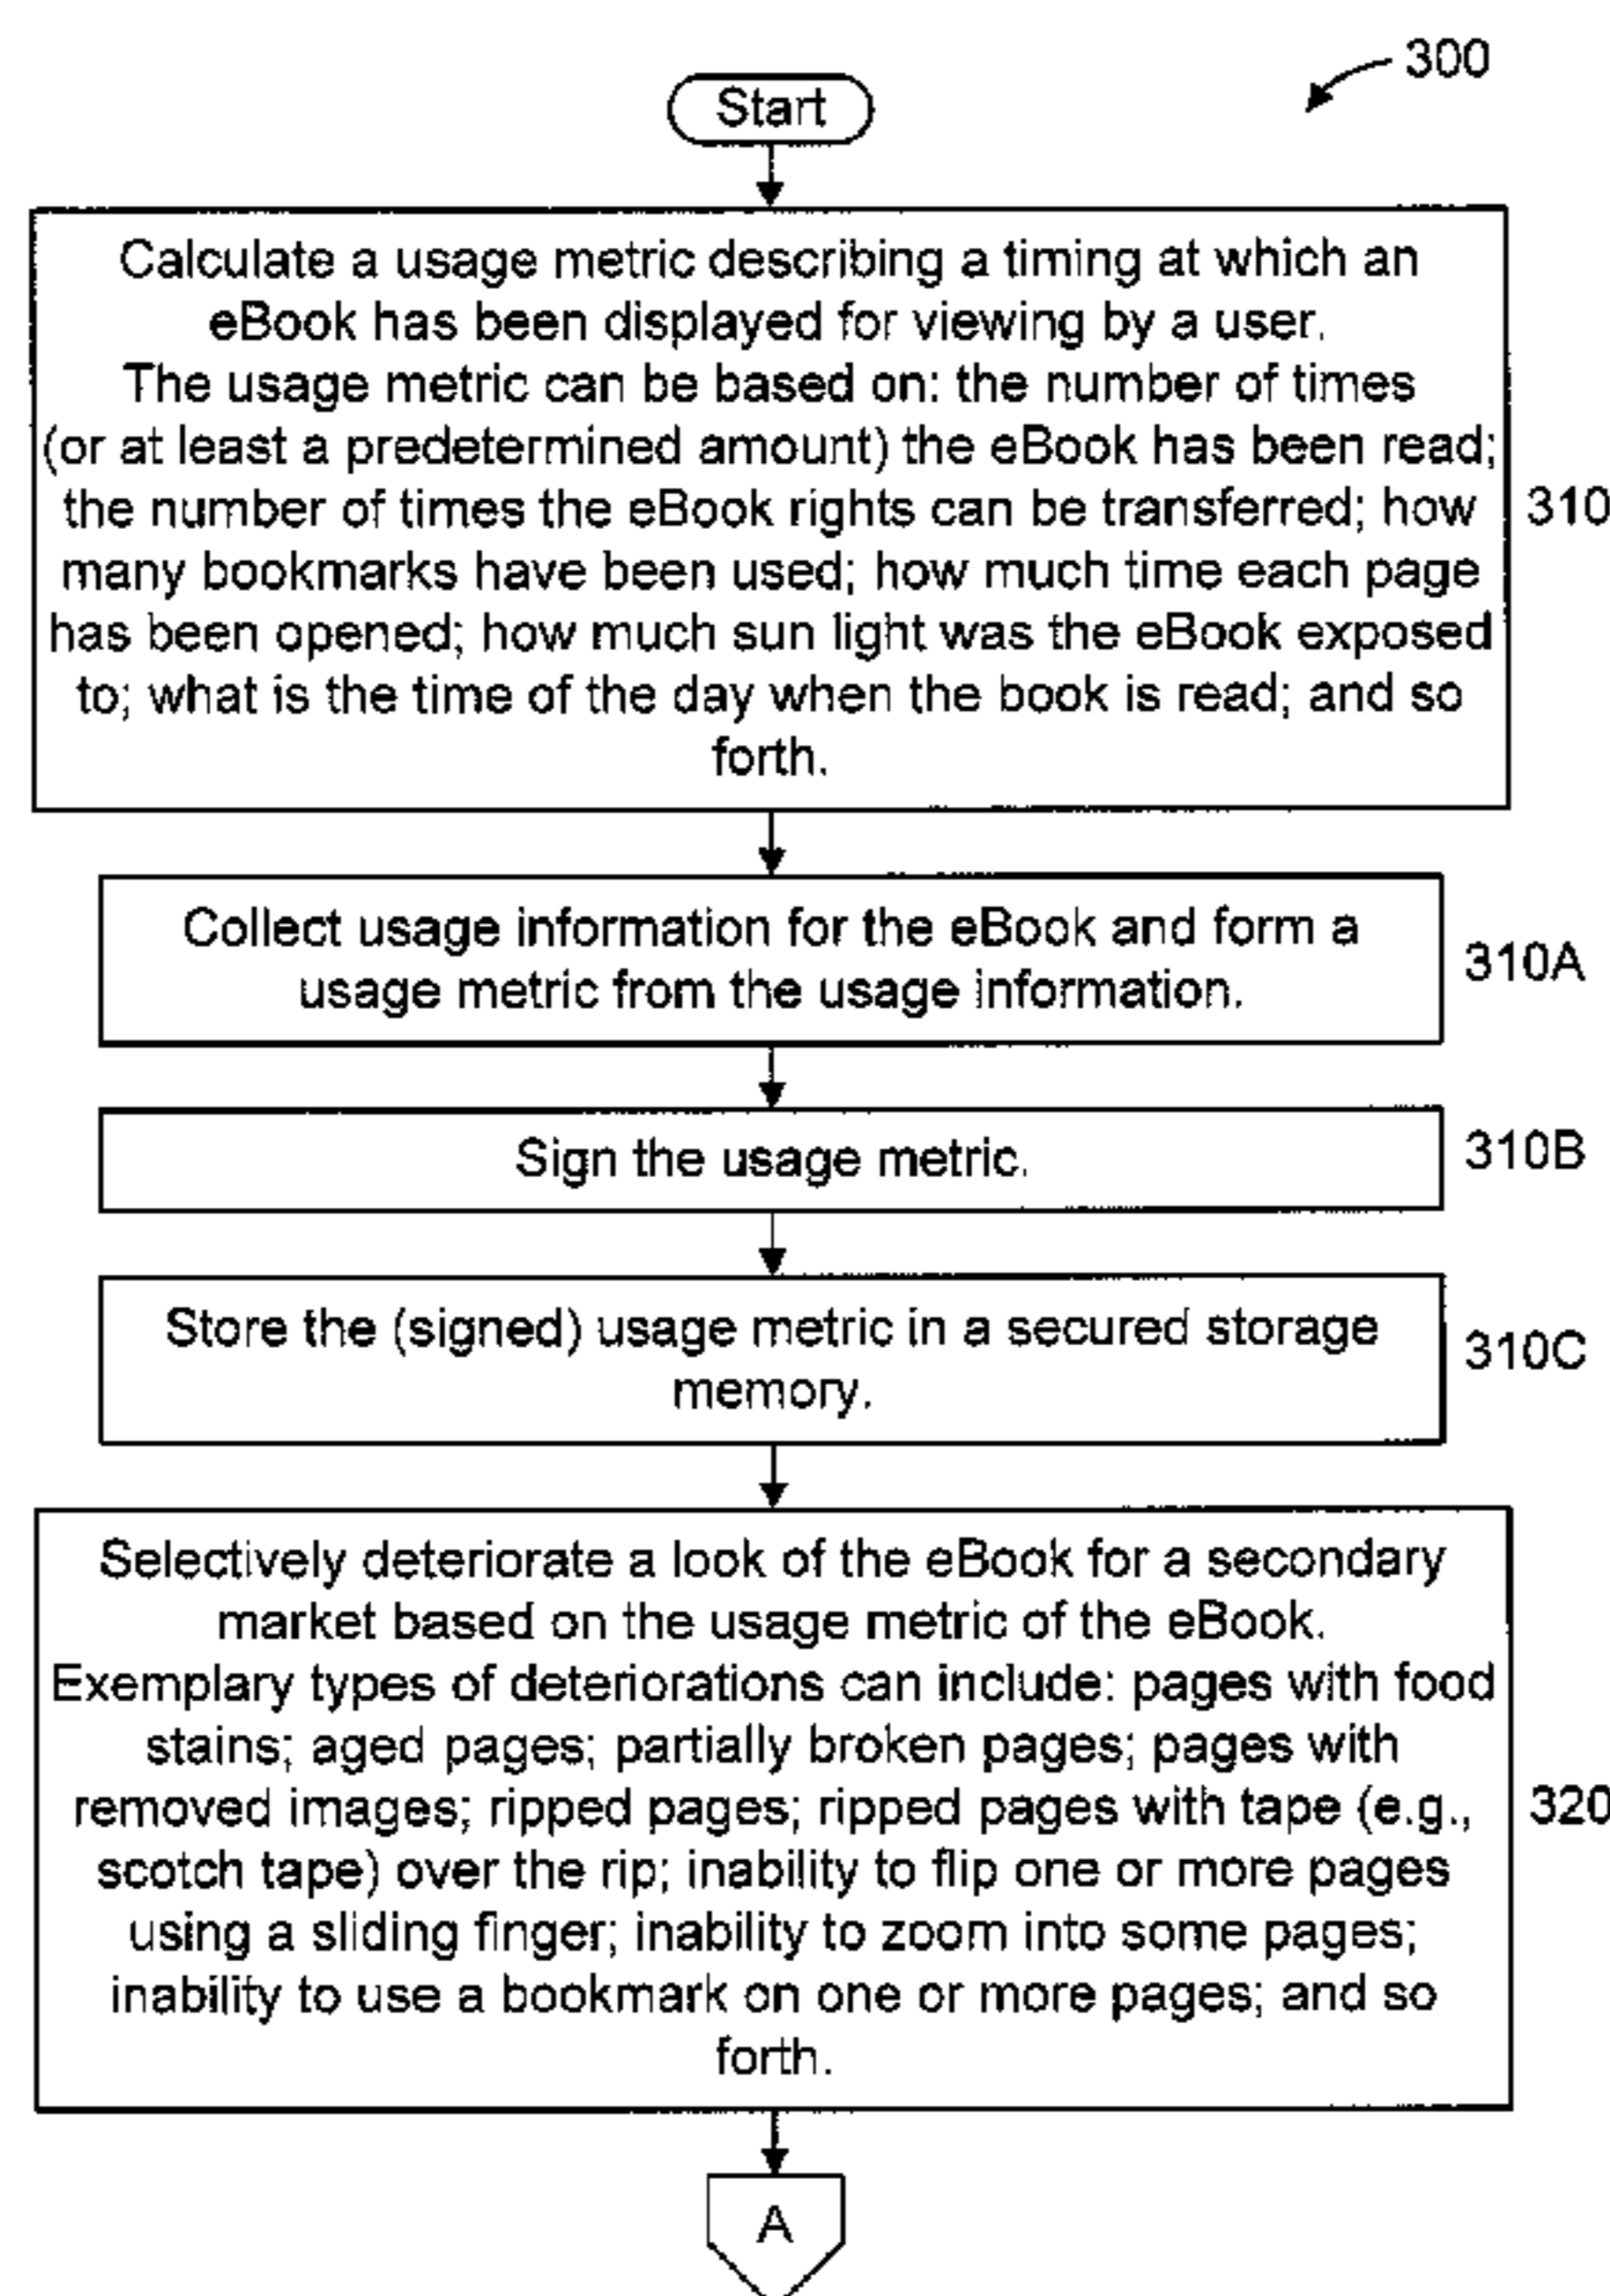 300
Start
Calculate a usage metric describing a timing at which an
eBook has been displayed for viewing by a user.
The usage metric can be based on: the number of times
(or at least a predetermined amount) the eBook has been read;
the number of times the eBook rights can be transferred; how
many bookmarks have been used; how much time each page
has been opened; how much sun light was the eBook exposed
to; what is the time of the day when the book is read; and so
forth.
310
Collect usage information for the eBook and form a
usage metric from the usage information.
310A
Sign the usage metric.
310B
Store the (signed) usage metric in a secured storage
memory.
310C
Selectively deteriorate a look of the eBook for a secondary
market based on the usage metric of the eBook.
Exemplary types of deteriorations can include: pages with food
stains; aged pages; partially broken pages; pages with
removed images; ripped pages; ripped pages with tape (e.g.,
scotch tape) over the rip; inability to flip one or more pages
using a sliding finger; inability to zoom into some pages;
inability to use a bookmark on one or more pages; and so
forth.
320
A